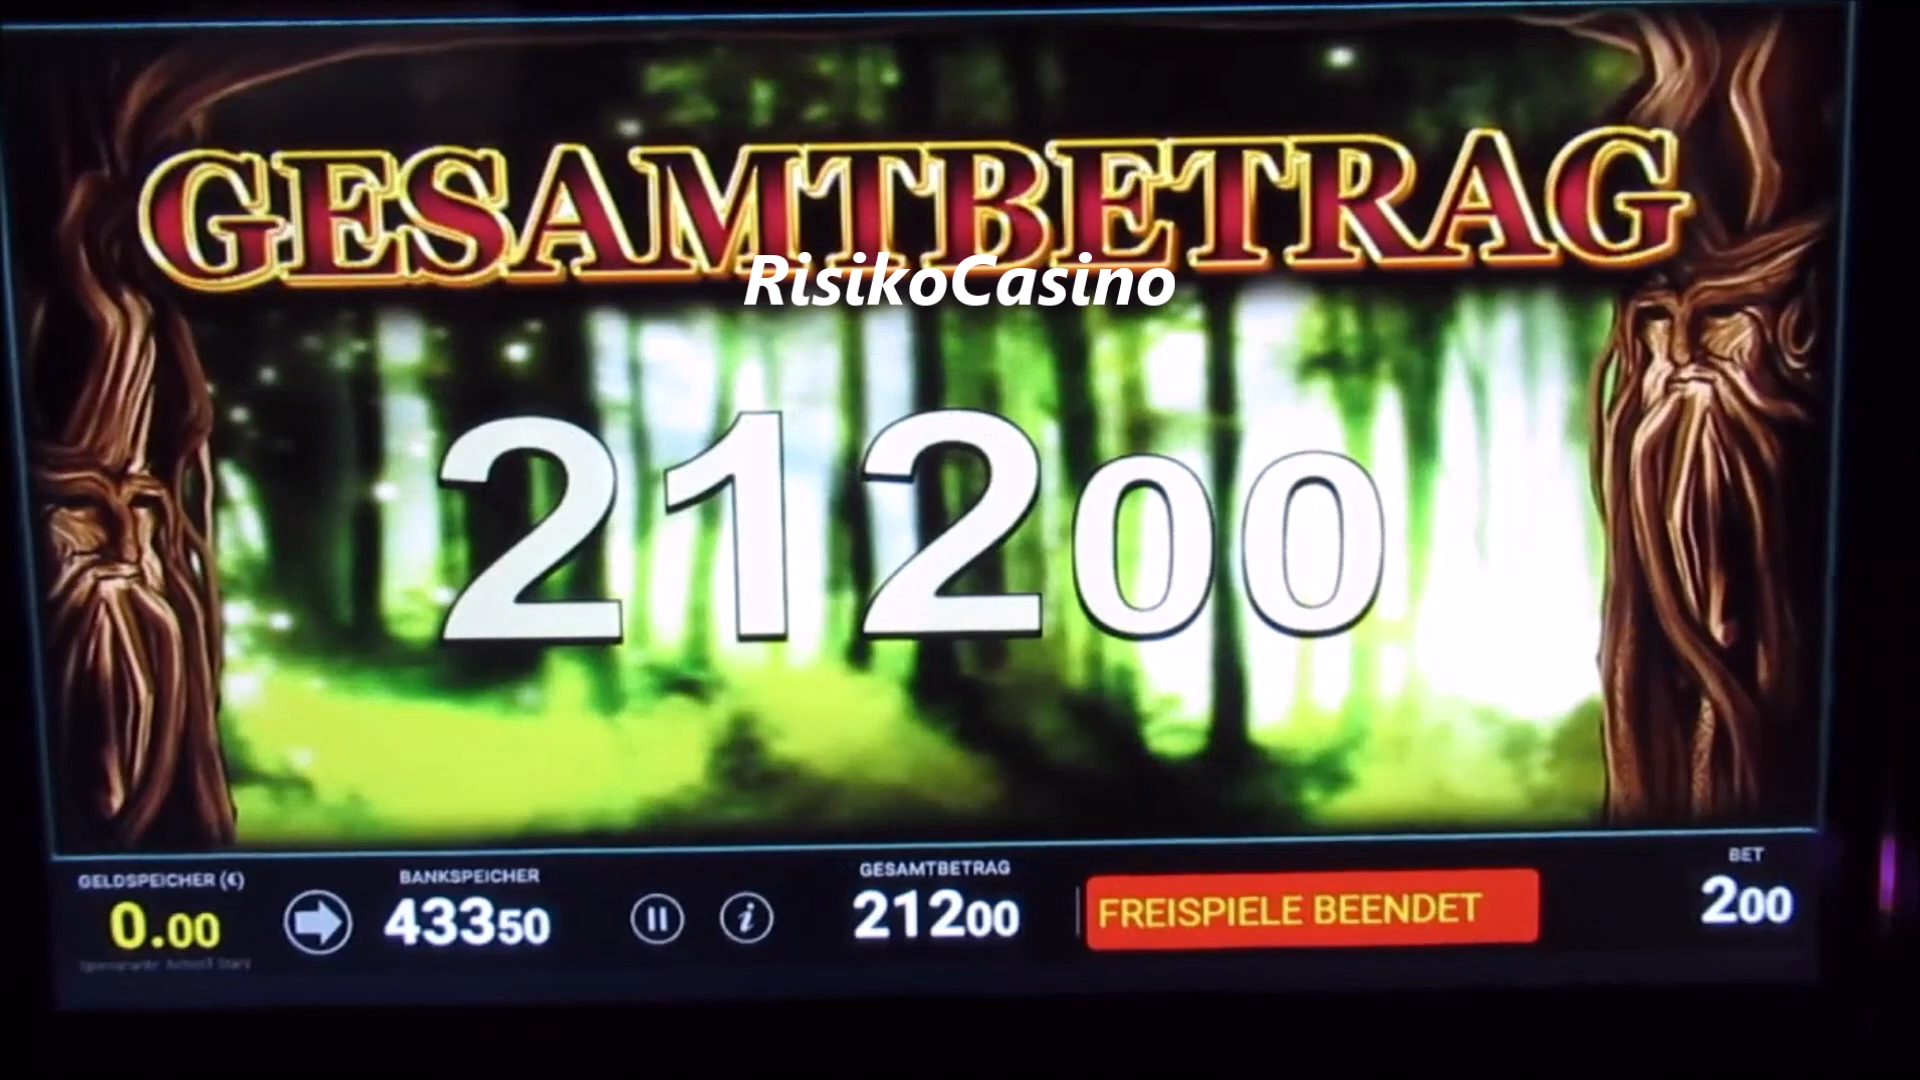 GESAMTBETRAG
RisikoCasino
21200
GELDSPEICHER (€)
0.00
BANKSPEICHER
43350
GESAMTBETRAG
21200
FREISPIELE BEENDET
BET
200